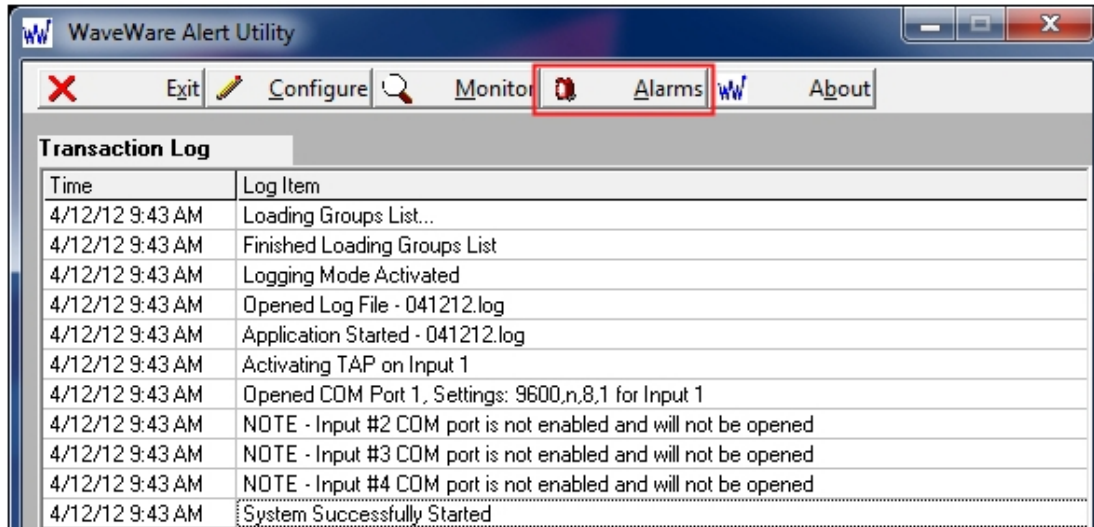 WaveWare Alert Utility
Exit Configure Monitor Alarms About
Transaction Log
Time Log Item
4/12/12 9:43 AM Loading Groups List...
4/12/12 9:43 AM Finished Loading Groups List
4/12/12 9:43 AM Logging Mode Activated
4/12/12 9:43 AM Opened Log File - 041212.log
4/12/12 9:43 AM Application Started - 041212.log
4/12/12 9:43 AM Activating TAP on Input 1
4/12/12 9:43 AM Opened COM Port 1, Settings: 9600,n,8,1 for Input 1
4/12/12 9:43 AM NOTE - Input #2 COM port is not enabled and will not be opened
4/12/12 9:43 AM NOTE - Input #3 COM port is not enabled and will not be opened
4/12/12 9:43 AM NOTE - Input #4 COM port is not enabled and will not be opened
4/12/12 9:43 AM System Successfully Started